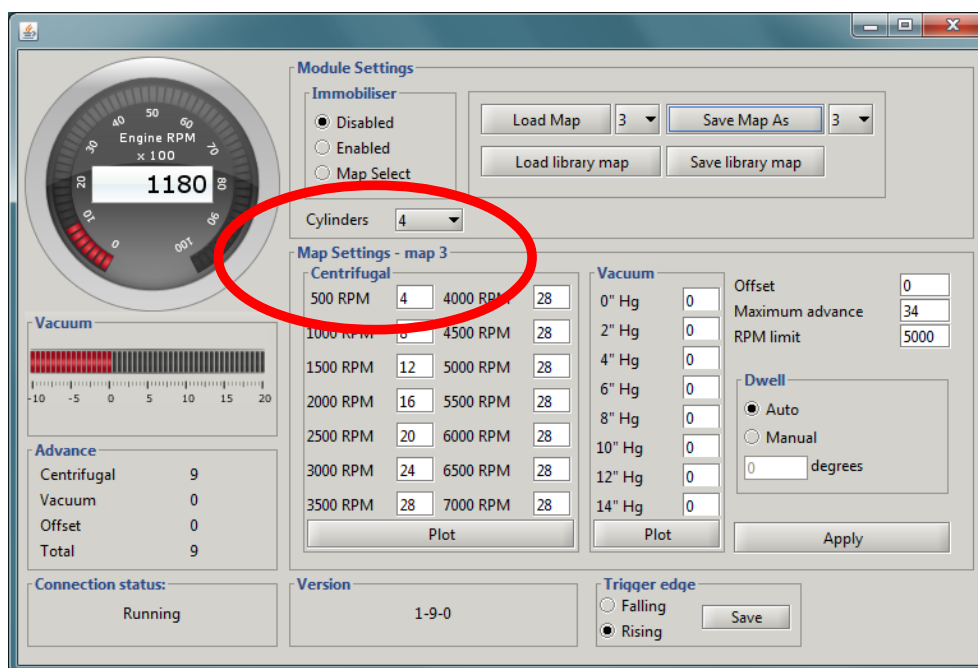 Engine RPM
x 100
1180
0
10
20
30
40
50
60
70
80
90
100
Vacuum
-10 -5 0 5 10 15 20
Advance
Centrifugal 9
Vacuum 0
Offset 0
Total 9
Connection status:
Running
Module Settings
Immobiliser
Disabled
Enabled
Map Select
Load Map 3 Save Map As 3
Load library map Save library map
Cylinders 4
Map Settings - map 3
Centrifugal
500 RPM 4 4000 RPM 28
1000 RPM 8 4500 RPM 28
1500 RPM 12 5000 RPM 28
2000 RPM 16 5500 RPM 28
2500 RPM 20 6000 RPM 28
3000 RPM 24 6500 RPM 28
3500 RPM 28 7000 RPM 28
Plot
Vacuum
0" Hg 0
2" Hg 0
4" Hg 0
6" Hg 0
8" Hg 0
10" Hg 0
12" Hg 0
14" Hg 0
Plot
Offset 0
Maximum advance 34
RPM limit 5000
Dwell
Auto
Manual
0 degrees
Apply
Version
1-9-0
Trigger edge
Falling
Rising
Save